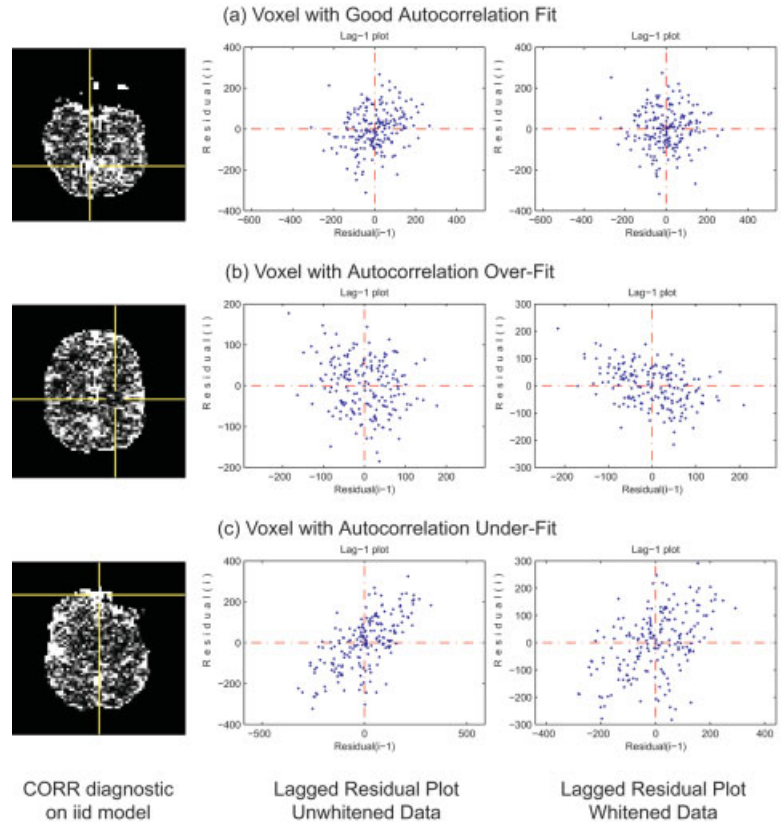 (a) Voxel with Good Autocorrelation Fit
Lag−1 plot
Residual(i)
400
200
0
−200
−400
−600 −400 −200 0 200 400
Residual(i−1)
Lag−1 plot
Residual(i)
400
200
0
−200
−400
−600 −400 −200 0 200 400
Residual(i−1)
(b) Voxel with Autocorrelation Over-Fit
Lag−1 plot
Residual(i)
200
100
0
−100
−200
−200 −100 0 100 200
Residual(i−1)
Lag−1 plot
Residual(i)
300
200
100
0
−100
−200
−300
−200 −100 0 100 200
Residual(i−1)
(c) Voxel with Autocorrelation Under-Fit
Lag−1 plot
Residual(i)
400
200
0
−200
−400
−500 0 500
Residual(i−1)
Lag−1 plot
Residual(i)
300
200
100
0
−100
−200
−300
−400 −200 0 200 400
Residual(i−1)
CORR diagnostic
on iid model
Lagged Residual Plot
Unwhitened Data
Lagged Residual Plot
Whitened Data